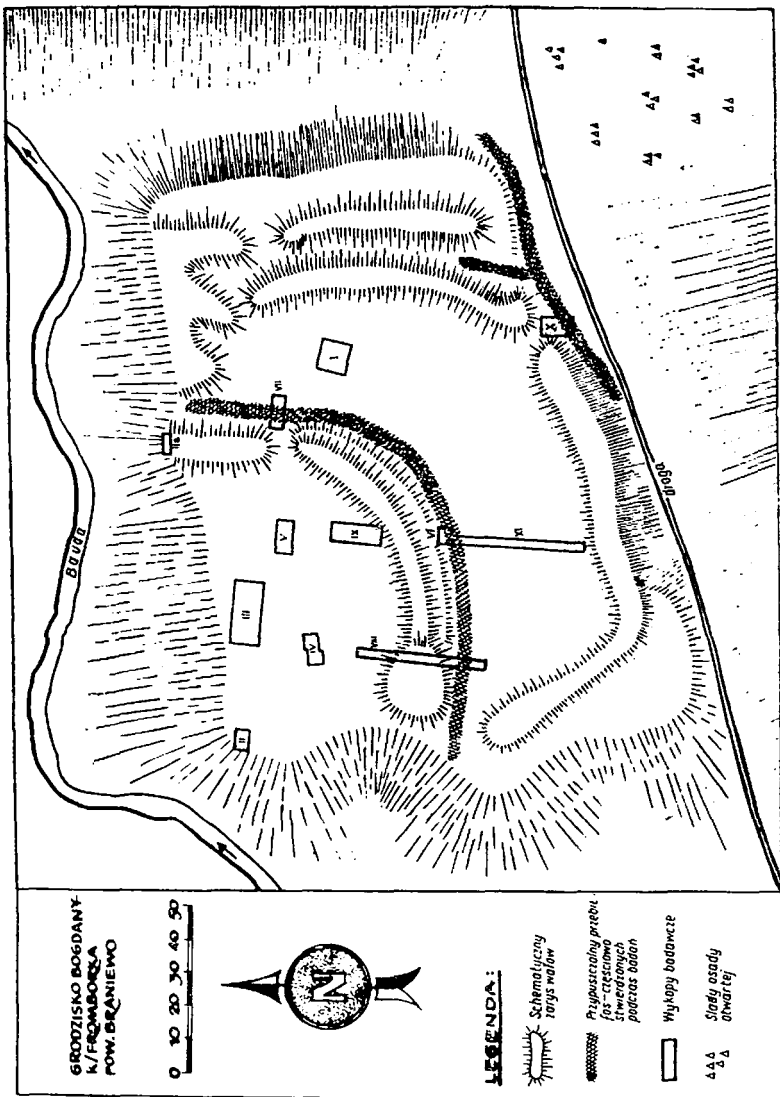 GRODZISKO BOGDANY
K/FROMBORKA
POW. BRANIEWO
0 10 20 30 40 50
N
LEGENDA:
Schematyczny
zarys wałów
Przypuszczalny przebieg
fos - częściowo
stwierdzonych
podczas badań
Wykopy badawcze
Ślady osady
otwartej
Bauda
droga
I
II
III
IV
V
VI
VII
VIII
IX
X
XI